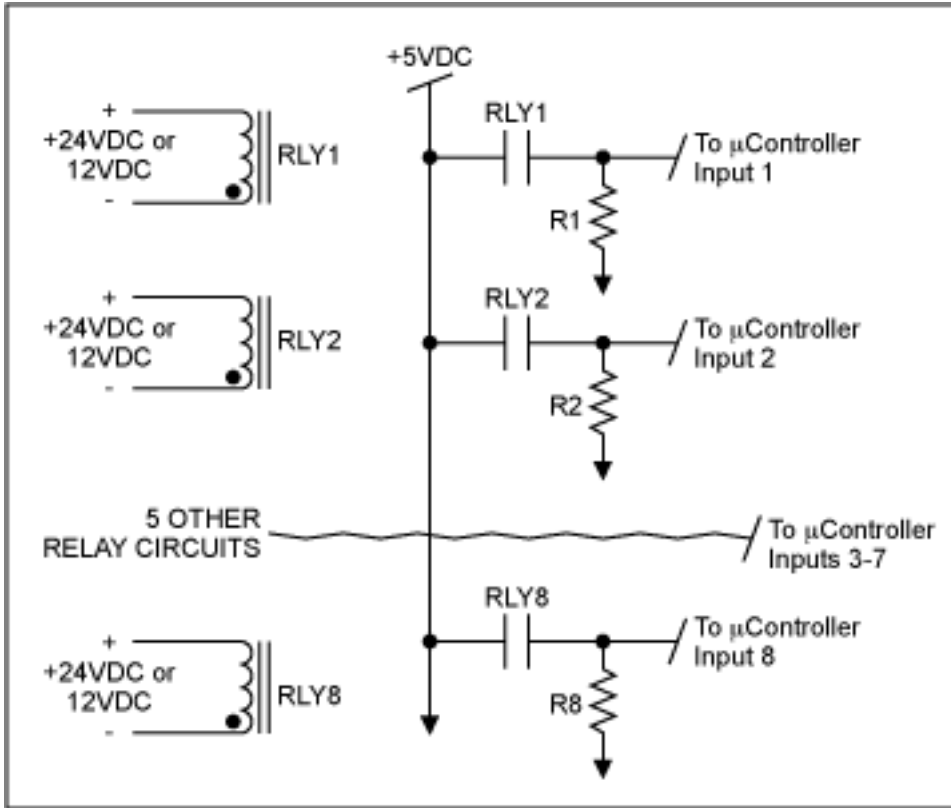 +5VDC
+
+24VDC or
12VDC
-
RLY1
RLY1
To μController
Input 1
R1
+
+24VDC or
12VDC
-
RLY2
RLY2
To μController
Input 2
R2
5 OTHER
RELAY CIRCUITS
To μController
Inputs 3-7
+
+24VDC or
12VDC
-
RLY8
RLY8
To μController
Input 8
R8